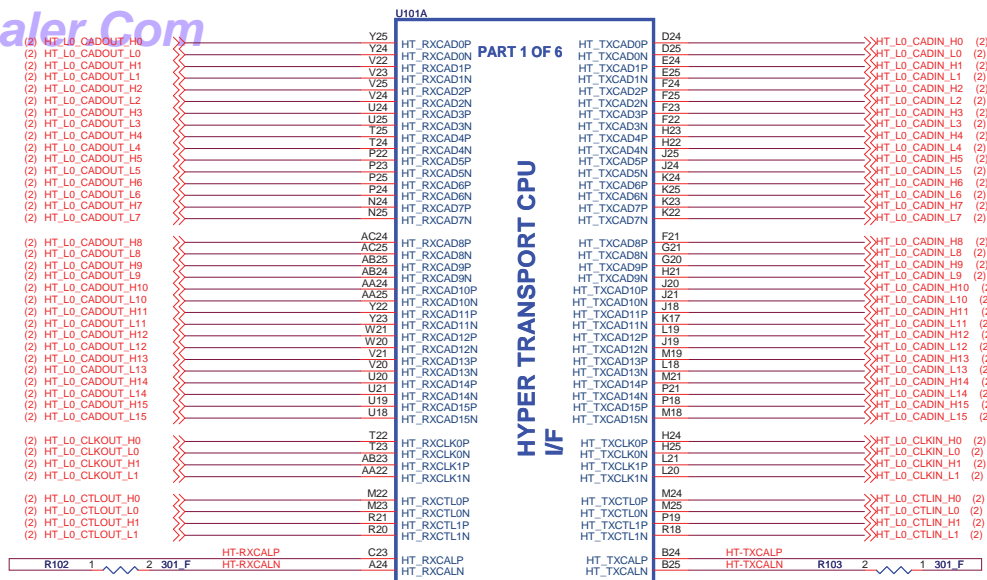 aler.Com
U101A
PART 1 OF 6
HYPER TRANSPORT CPU
I/F
(2) HT_L0_CADOUT_H0 Y25 HT_RXCAD0P HT_TXCAD0P D24 HT_L0_CADIN_H0 (2)
(2) HT_L0_CADOUT_L0 Y24 HT_RXCAD0N HT_TXCAD0N D25 HT_L0_CADIN_L0 (2)
(2) HT_L0_CADOUT_H1 V22 HT_RXCAD1P HT_TXCAD1P E24 HT_L0_CADIN_H1 (2)
(2) HT_L0_CADOUT_L1 V23 HT_RXCAD1N HT_TXCAD1N E25 HT_L0_CADIN_L1 (2)
(2) HT_L0_CADOUT_H2 V25 HT_RXCAD2P HT_TXCAD2P F24 HT_L0_CADIN_H2 (2)
(2) HT_L0_CADOUT_L2 V24 HT_RXCAD2N HT_TXCAD2N F25 HT_L0_CADIN_L2 (2)
(2) HT_L0_CADOUT_H3 U24 HT_RXCAD3P HT_TXCAD3P F23 HT_L0_CADIN_H3 (2)
(2) HT_L0_CADOUT_L3 U25 HT_RXCAD3N HT_TXCAD3N F22 HT_L0_CADIN_L3 (2)
(2) HT_L0_CADOUT_H4 T25 HT_RXCAD4P HT_TXCAD4P H23 HT_L0_CADIN_H4 (2)
(2) HT_L0_CADOUT_L4 T24 HT_RXCAD4N HT_TXCAD4N H22 HT_L0_CADIN_L4 (2)
(2) HT_L0_CADOUT_H5 P22 HT_RXCAD5P HT_TXCAD5P J25 HT_L0_CADIN_H5 (2)
(2) HT_L0_CADOUT_L5 P23 HT_RXCAD5N HT_TXCAD5N J24 HT_L0_CADIN_L5 (2)
(2) HT_L0_CADOUT_H6 P25 HT_RXCAD6P HT_TXCAD6P K24 HT_L0_CADIN_H6 (2)
(2) HT_L0_CADOUT_L6 P24 HT_RXCAD6N HT_TXCAD6N K25 HT_L0_CADIN_L6 (2)
(2) HT_L0_CADOUT_H7 N24 HT_RXCAD7P HT_TXCAD7P K23 HT_L0_CADIN_H7 (2)
(2) HT_L0_CADOUT_L7 N25 HT_RXCAD7N HT_TXCAD7N K22 HT_L0_CADIN_L7 (2)
(2) HT_L0_CADOUT_H8 AC24 HT_RXCAD8P HT_TXCAD8P F21 HT_L0_CADIN_H8 (2)
(2) HT_L0_CADOUT_L8 AC25 HT_RXCAD8N HT_TXCAD8N G21 HT_L0_CADIN_L8 (2)
(2) HT_L0_CADOUT_H9 AB25 HT_RXCAD9P HT_TXCAD9P G20 HT_L0_CADIN_H9 (2)
(2) HT_L0_CADOUT_L9 AB24 HT_RXCAD9N HT_TXCAD9N H21 HT_L0_CADIN_L9 (2)
(2) HT_L0_CADOUT_H10 AA24 HT_RXCAD10P HT_TXCAD10P J20 HT_L0_CADIN_H10 (2
(2) HT_L0_CADOUT_L10 AA25 HT_RXCAD10N HT_TXCAD10N J21 HT_L0_CADIN_L10 (2
(2) HT_L0_CADOUT_H11 Y22 HT_RXCAD11P HT_TXCAD11P J18 HT_L0_CADIN_H11 (2
(2) HT_L0_CADOUT_L11 Y23 HT_RXCAD11N HT_TXCAD11N K17 HT_L0_CADIN_L11 (2
(2) HT_L0_CADOUT_H12 W21 HT_RXCAD12P HT_TXCAD12P L19 HT_L0_CADIN_H12 (2
(2) HT_L0_CADOUT_L12 W20 HT_RXCAD12N HT_TXCAD12N J19 HT_L0_CADIN_L12 (2
(2) HT_L0_CADOUT_H13 V21 HT_RXCAD13P HT_TXCAD13P M19 HT_L0_CADIN_H13 (2
(2) HT_L0_CADOUT_L13 V20 HT_RXCAD13N HT_TXCAD13N L18 HT_L0_CADIN_L13 (2
(2) HT_L0_CADOUT_H14 U20 HT_RXCAD14P HT_TXCAD14P M21 HT_L0_CADIN_H14 (2
(2) HT_L0_CADOUT_L14 U21 HT_RXCAD14N HT_TXCAD14N P21 HT_L0_CADIN_L14 (2
(2) HT_L0_CADOUT_H15 U19 HT_RXCAD15P HT_TXCAD15P P18 HT_L0_CADIN_H15 (2
(2) HT_L0_CADOUT_L15 U18 HT_RXCAD15N HT_TXCAD15N M18 HT_L0_CADIN_L15 (2
(2) HT_L0_CLKOUT_H0 T22 HT_RXCLK0P HT_TXCLK0P H24 HT_L0_CLKIN_H0 (2)
(2) HT_L0_CLKOUT_L0 T23 HT_RXCLK0N HT_TXCLK0N H25 HT_L0_CLKIN_L0 (2)
(2) HT_L0_CLKOUT_H1 AB23 HT_RXCLK1P HT_TXCLK1P L21 HT_L0_CLKIN_H1 (2)
(2) HT_L0_CLKOUT_L1 AA22 HT_RXCLK1N HT_TXCLK1N L20 HT_L0_CLKIN_L1 (2)
(2) HT_L0_CTLOUT_H0 M22 HT_RXCTL0P HT_TXCTL0P M24 HT_L0_CTLIN_H0 (2)
(2) HT_L0_CTLOUT_L0 M23 HT_RXCTL0N HT_TXCTL0N M25 HT_L0_CTLIN_L0 (2)
(2) HT_L0_CTLOUT_H1 R21 HT_RXCTL1P HT_TXCTL1P P19 HT_L0_CTLIN_H1 (2)
(2) HT_L0_CTLOUT_L1 R20 HT_RXCTL1N HT_TXCTL1N R18 HT_L0_CTLIN_L1 (2)
HT-RXCALP C23 HT_RXCALP HT_TXCALP B24 HT-TXCALP
R102 1 2 301_F HT-RXCALN A24 HT_RXCALN HT_TXCALN B25 HT-TXCALN R103 2 1 301_F